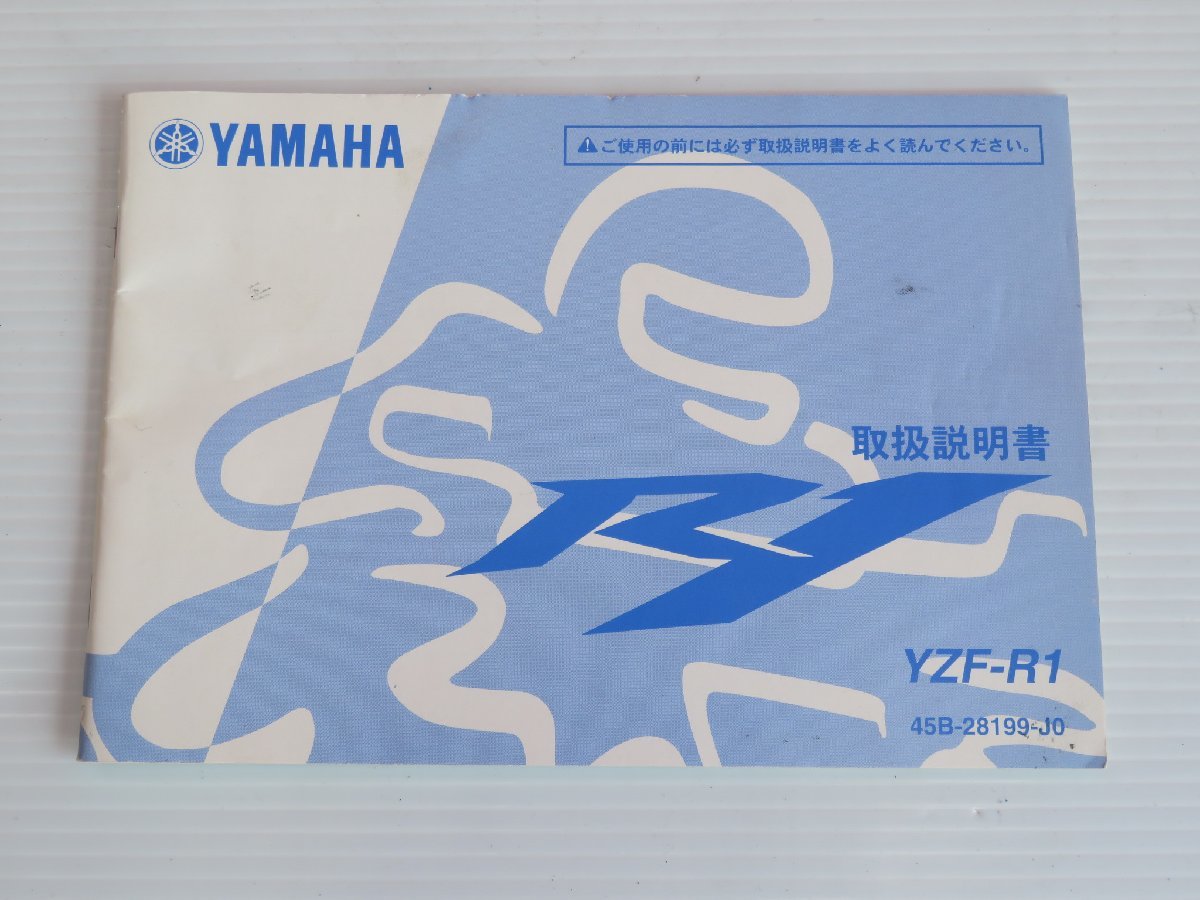 YAMAHA
⚠ご使用の前には必ず取扱説明書をよく読んでください。
取扱説明書
R1
YZF-R1
45B-28199-J0